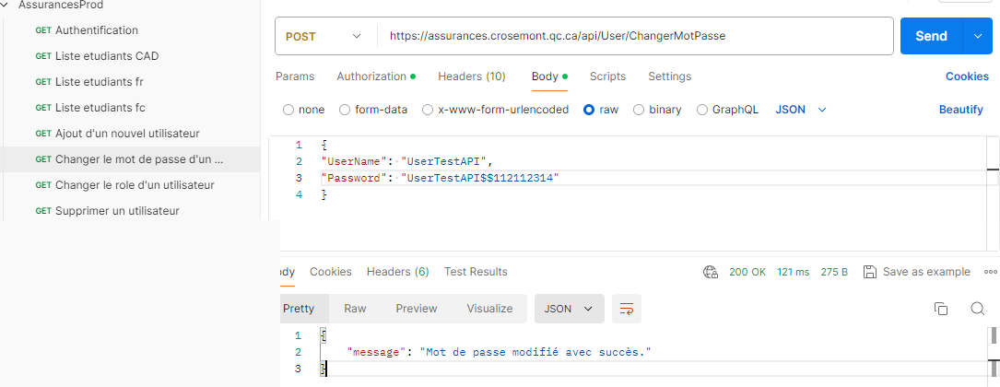 AssurancesProd
GET Authentification
GET Liste etudiants CAD
GET Liste etudiants fr
GET Liste etudiants fc
GET Ajout d'un nouvel utilisateur
GET Changer le mot de passe d'un ...
GET Changer le role d'un utilisateur
GET Supprimer un utilisateur
POST https://assurances.crosemont.qc.ca/api/User/ChangerMotPasse Send
Params Authorization Headers (10) Body Scripts Settings Cookies
none form-data x-www-form-urlencoded raw binary GraphQL JSON Beautify
1 {
2 "UserName": "UserTestAPI",
3 "Password": "UserTestAPI$$112112314"
4 }
ody Cookies Headers (6) Test Results 200 OK 121 ms 275 B Save as example
Pretty Raw Preview Visualize JSON
1 {
2 "message": "Mot de passe modifié avec succès."
3 }